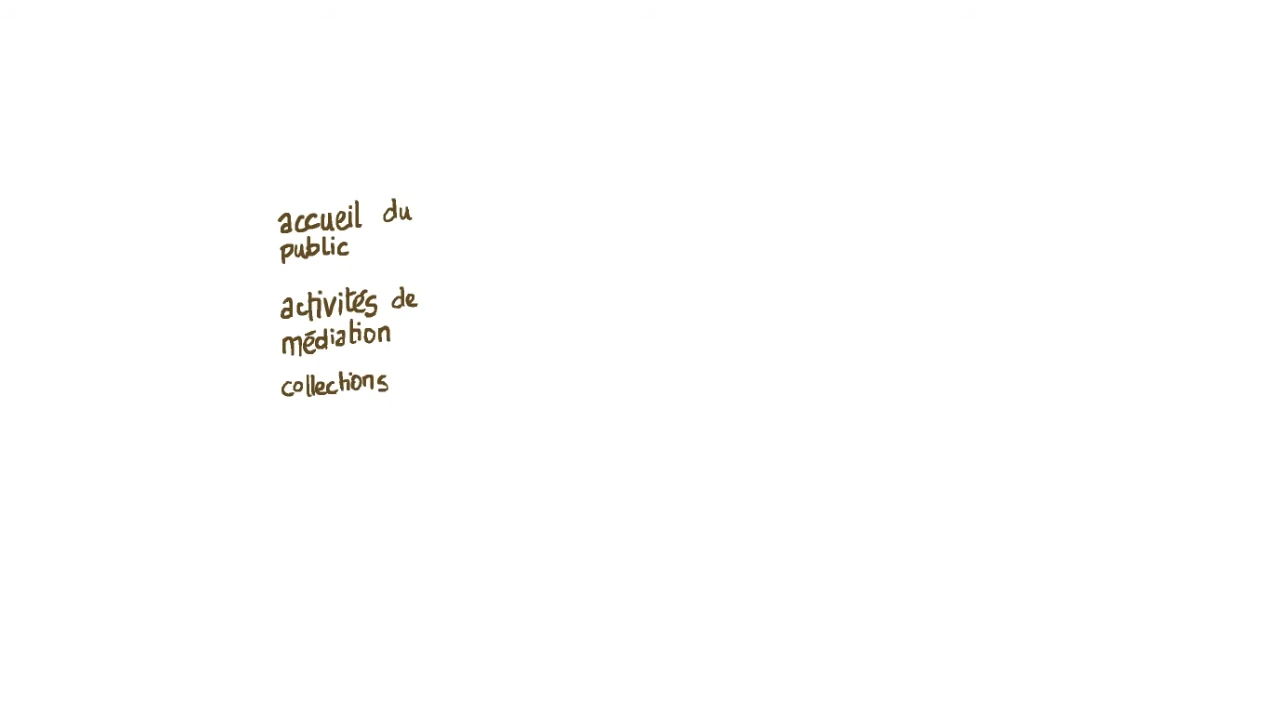 accueil du
public
activités de
médiation
collections